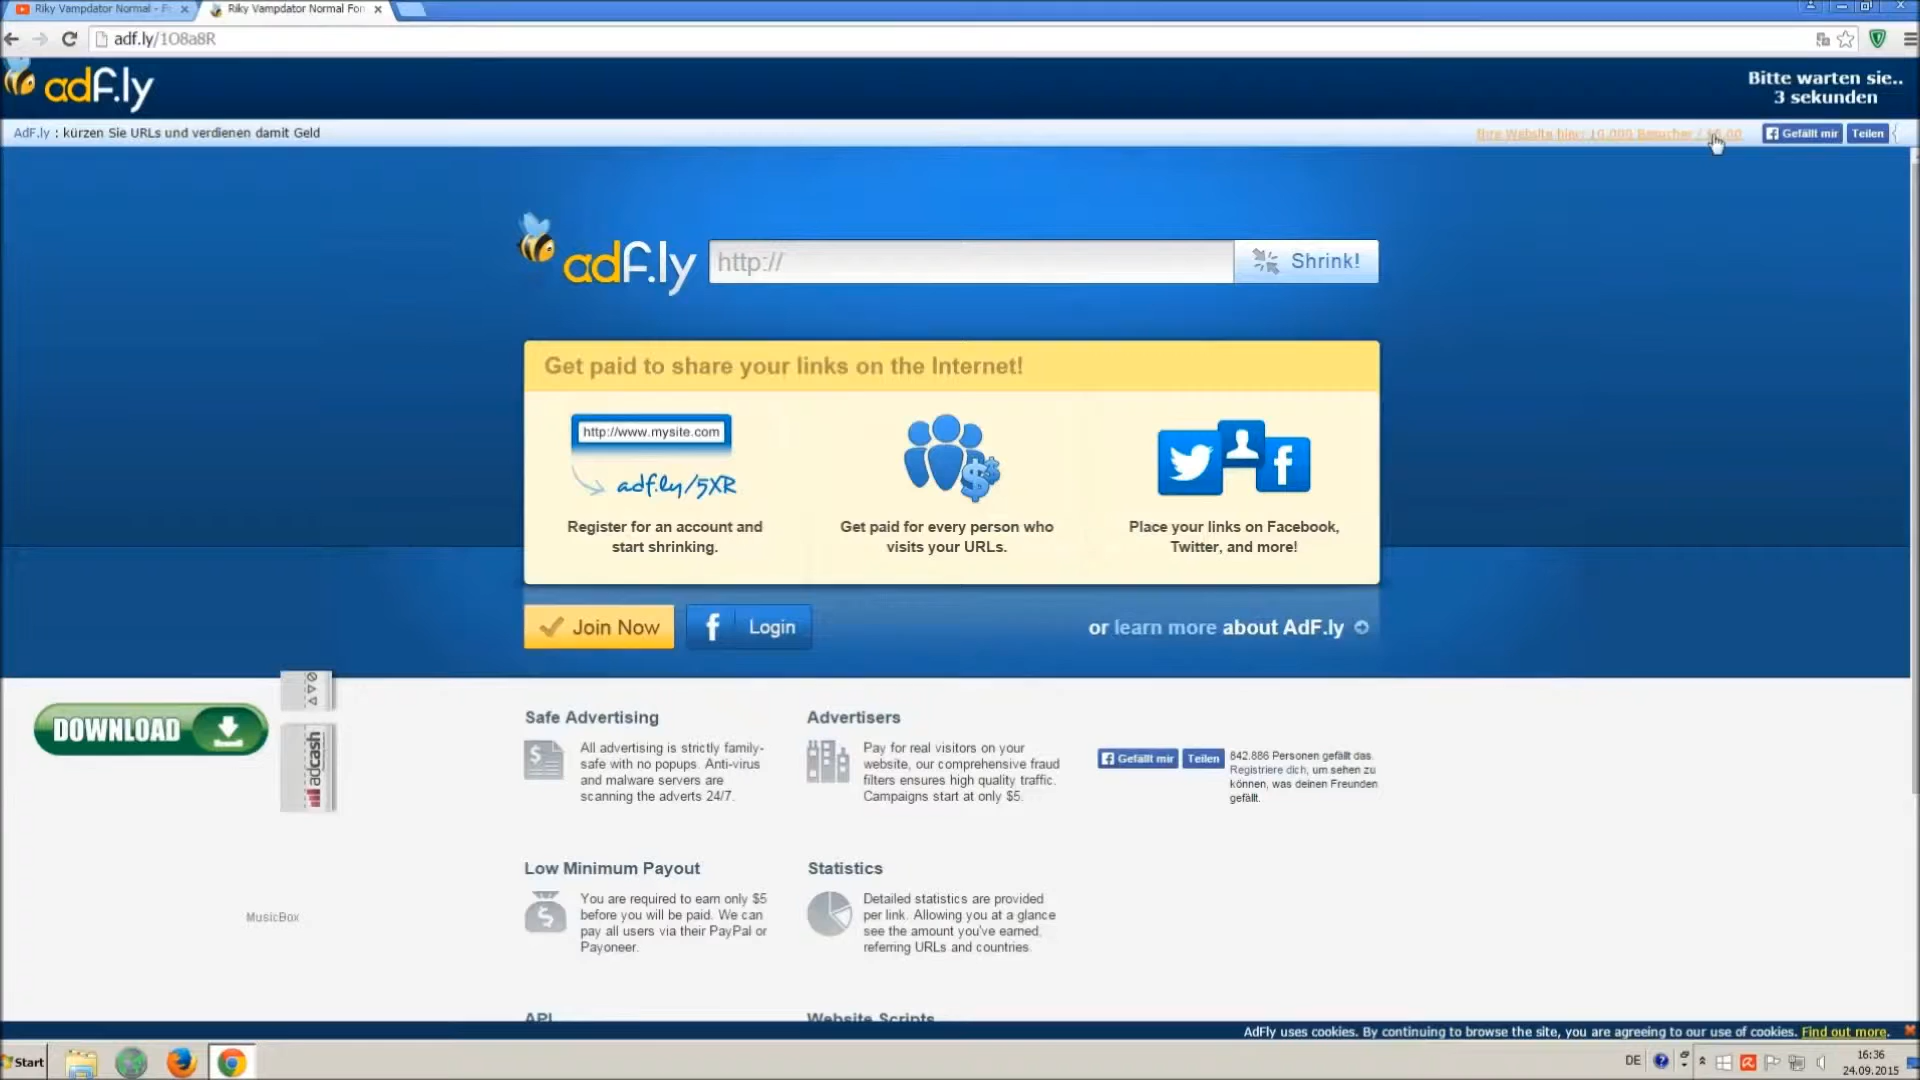 Riky Vampdator Normal - F
Riky Vampdator Normal For
adf.ly/1O8a8R
adf.ly
Bitte warten sie..
3 sekunden
AdF.ly : kürzen Sie URLs und verdienen damit Geld
Ihre Website hier: 10.000 Besucher /
Gefällt mir
Teilen
adf.ly
http://
Shrink!
Get paid to share your links on the Internet!
http://www.mysite.com
adf.ly/5XR
Register for an account and
start shrinking.
Get paid for every person who
visits your URLs.
Place your links on Facebook,
Twitter, and more!
Join Now
Login
or learn more about AdF.ly
DOWNLOAD
adcash
Safe Advertising
All advertising is strictly family-
safe with no popups. Anti-virus
and malware servers are
scanning the adverts 24/7.
Advertisers
Pay for real visitors on your
website, our comprehensive fraud
filters ensures high quality traffic.
Campaigns start at only $5.
Gefällt mir
Teilen
842.886 Personen gefällt das.
Registriere dich, um sehen zu
können, was deinen Freunden
gefällt.
Low Minimum Payout
You are required to earn only $5
before you will be paid. We can
pay all users via their PayPal or
Payoneer.
Statistics
Detailed statistics are provided
per link. Allowing you at a glance
see the amount you've earned,
referring URLs and countries.
MusicBox
API
Website Scripts
AdFly uses cookies. By continuing to browse the site, you are agreeing to our use of cookies. Find out more.
Start
DE
16:36
24.09.2015